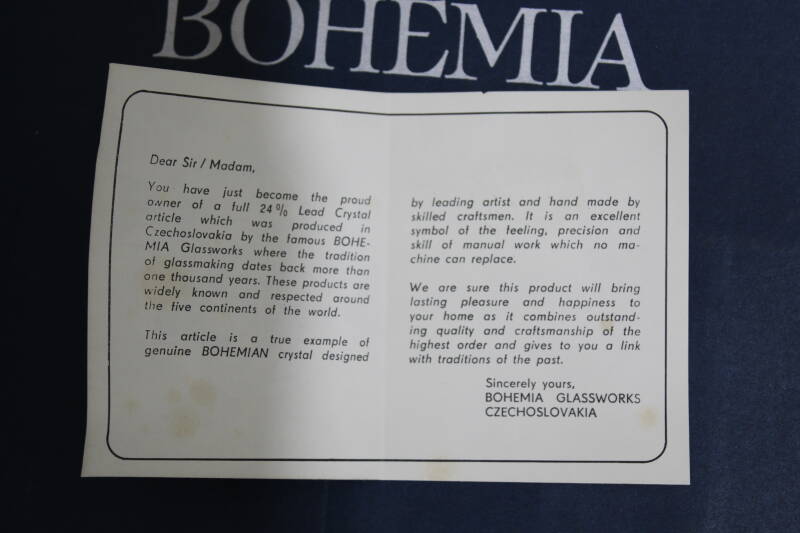 BOHEMIA
Dear Sir / Madam,
You have just become the proud
owner of a full 24% Lead Crystal
article which was produced in
Czechoslovakia by the famous BOHE-
MIA Glassworks where the tradition
of glassmaking dates back more than
one thousand years. These products are
widely known and respected around
the five continents of the world.
This article is a true example of
genuine BOHEMIAN crystal designed
by leading artist and hand made by
skilled craftsmen. It is an excellent
symbol of the feeling, precision and
skill of manual work which no ma-
chine can replace.
We are sure this product will bring
lasting pleasure and happiness to
your home as it combines outstand-
ing quality and craftsmanship of the
highest order and gives to you a link
with traditions of the past.
Sincerely yours,
BOHEMIA GLASSWORKS
CZECHOSLOVAKIA